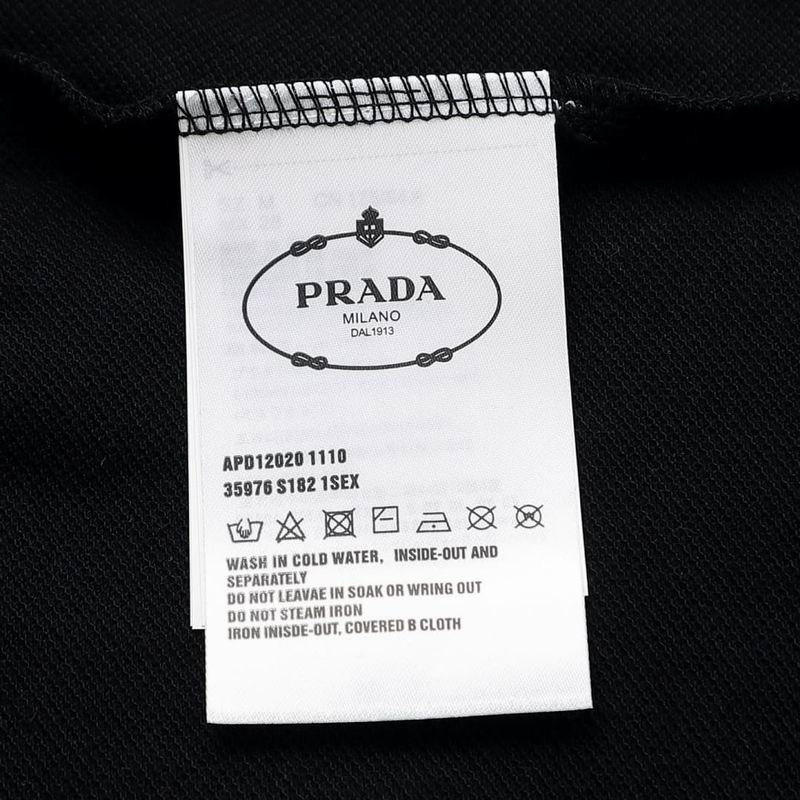 PRADA
MILANO
DAL1913
APD12020 1110
35976 S182 1SEX
WASH IN COLD WATER, INSIDE-OUT AND
SEPARATELY
DO NOT LEAVAE IN SOAK OR WRING OUT
DO NOT STEAM IRON
IRON INISDE-OUT, COVERED B CLOTH